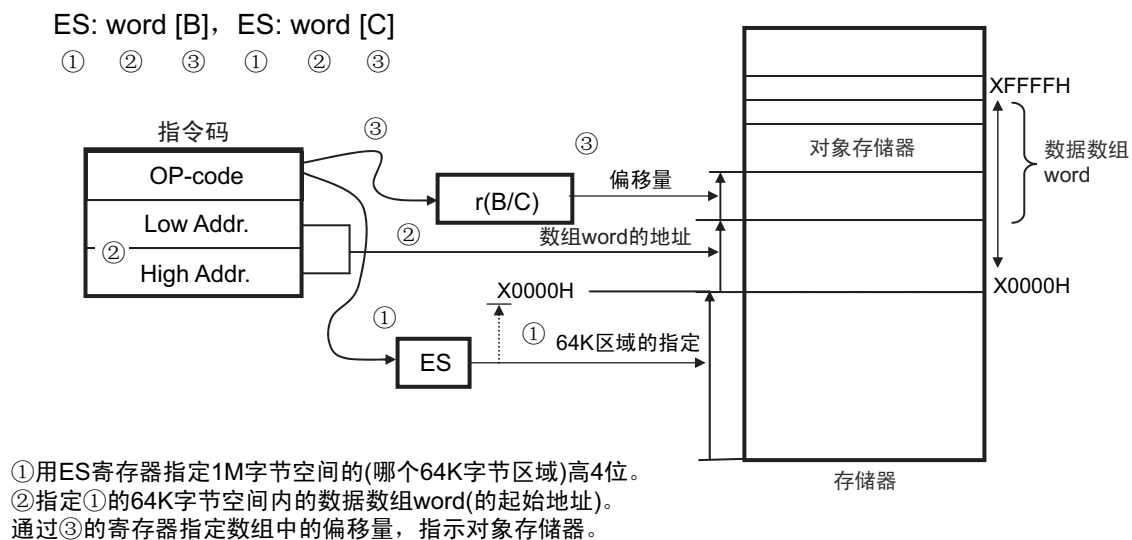 ES: word [B]，ES: word [C]
① ② ③ ① ② ③
指令码
OP-code
Low Addr.
②
High Addr.
③
r(B/C)
③
偏移量
②
数组word的地址
X0000H
①
ES
①
64K区域的指定
对象存储器
XFFFFH
数据数组
word
X0000H
存储器
①用ES寄存器指定1M字节空间的(哪个64K字节区域)高4位。
②指定①的64K字节空间内的数据数组word(的起始地址)。
通过③的寄存器指定数组中的偏移量，指示对象存储器。